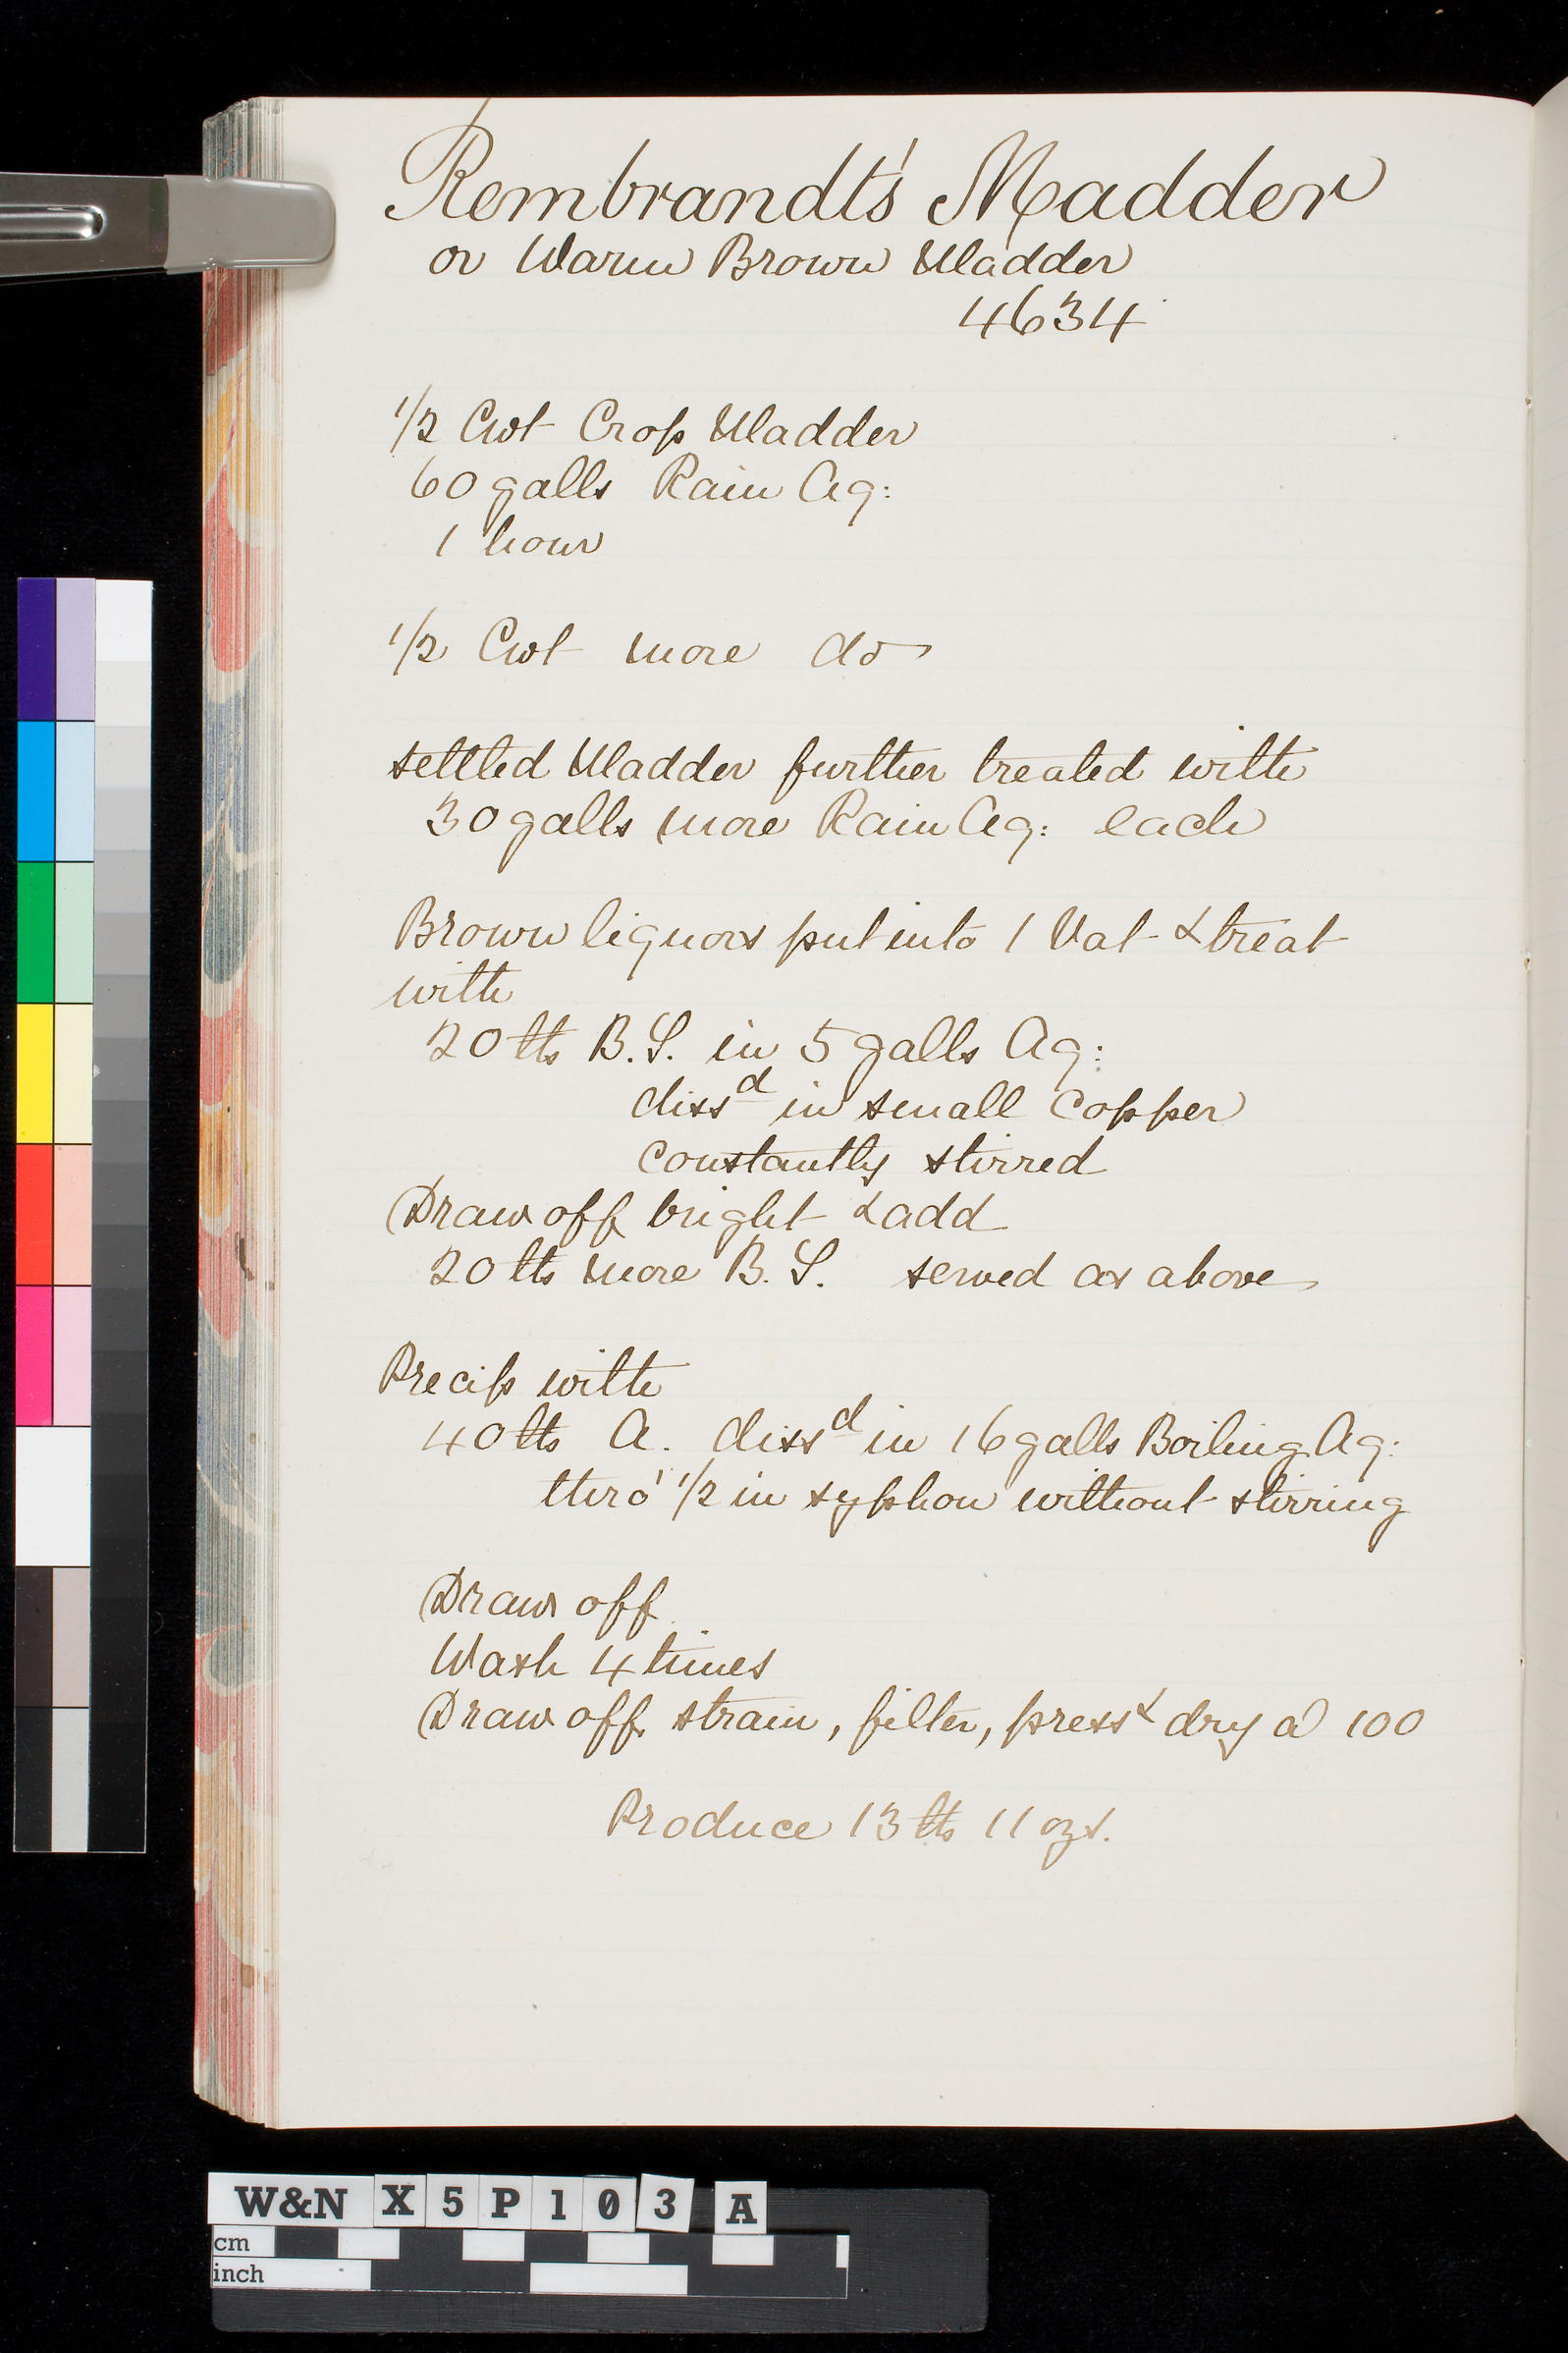 Rembrandt's Madder
or Warm Brown Madder
4634
1/2 Cwt Crop Madder
60 galls Rain Aq:
1 hour
1/2 Cwt more do
settled Madder further treated with
30 galls more Rain Aq: each
Brown liquors put into 1 Vat & treat
with
20 lbs B.S. in 5 galls Aq:
dissd in small Copper
constantly stirred
Draw off bright & add
20 lbs more B.S. served as above
Precip with
40 lbs A. dissd in 16 galls Boiling Aq:
thro' 1/2 in syphon without stirring
Draw off
Wash 4 times
Draw off, strain, filter, press & dry a 100
Produce 13 lbs 11 ozs.
W&N X5P103 A
cm
inch